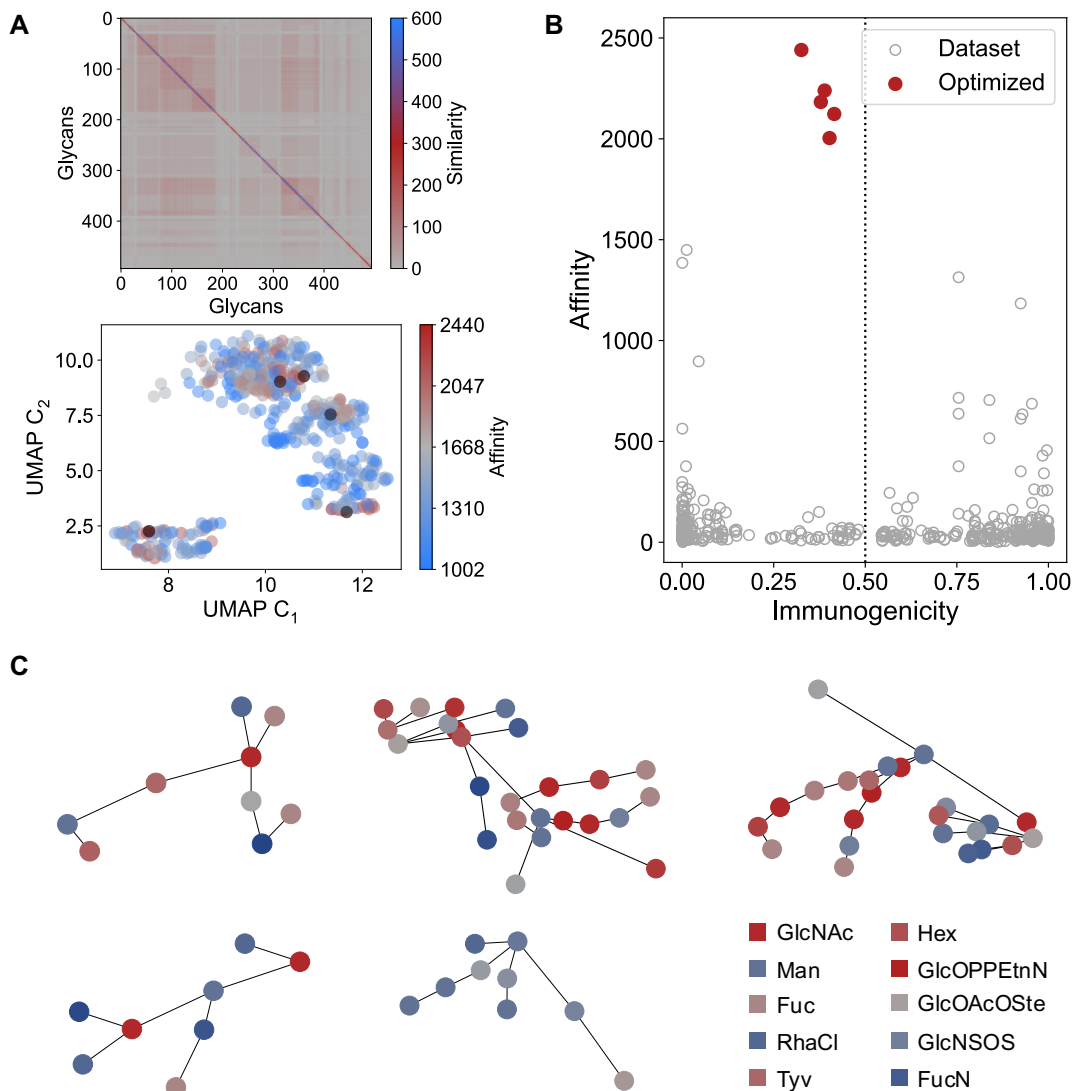 A
0
100
200
300
400
Glycans
0
100
200
300
400
Glycans
600
500
400
300
200
100
0
Similarity
10.0
7.5
5.0
2.5
UMAP C2
8
10
12
UMAP C1
2440
2047
1668
1310
1002
Affinity
B
2500
2000
1500
1000
500
0
Affinity
Dataset
Optimized
0.00
0.25
0.50
0.75
1.00
Immunogenicity
C
GlcNAc
Man
Fuc
RhaCl
Tyv
Hex
GlcOPPEtnN
GlcOAcOSte
GlcNSOS
FucN